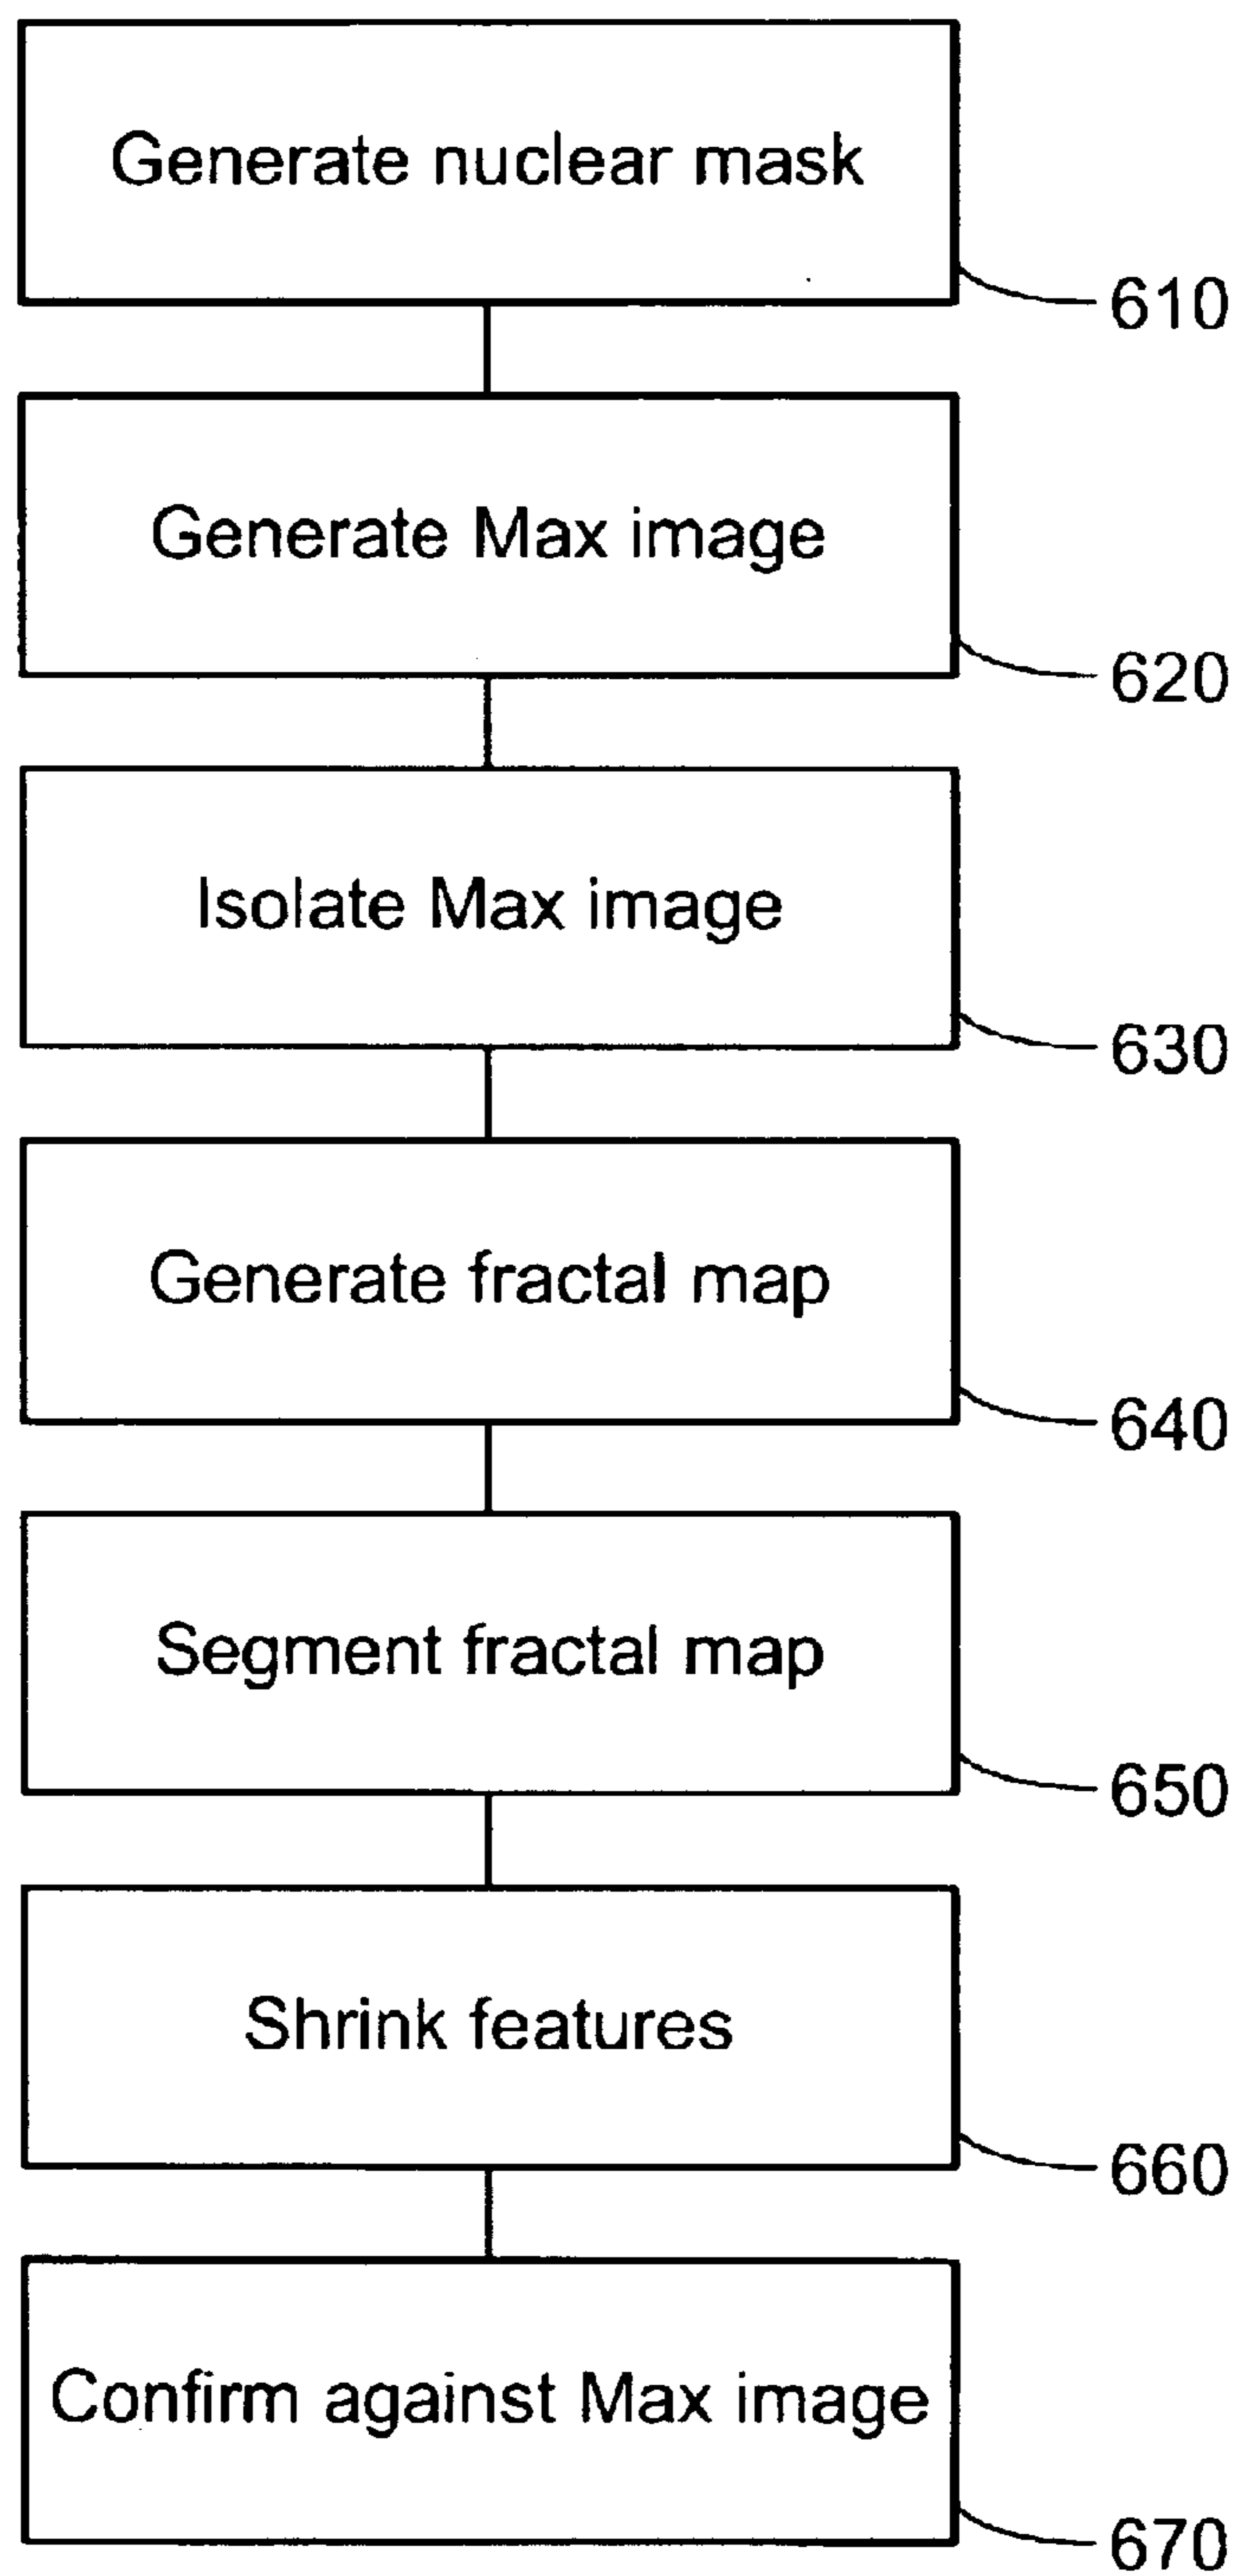 Generate nuclear mask
610
Generate Max image
620
Isolate Max image
630
Generate fractal map
640
Segment fractal map
650
Shrink features
660
Confirm against Max image
670